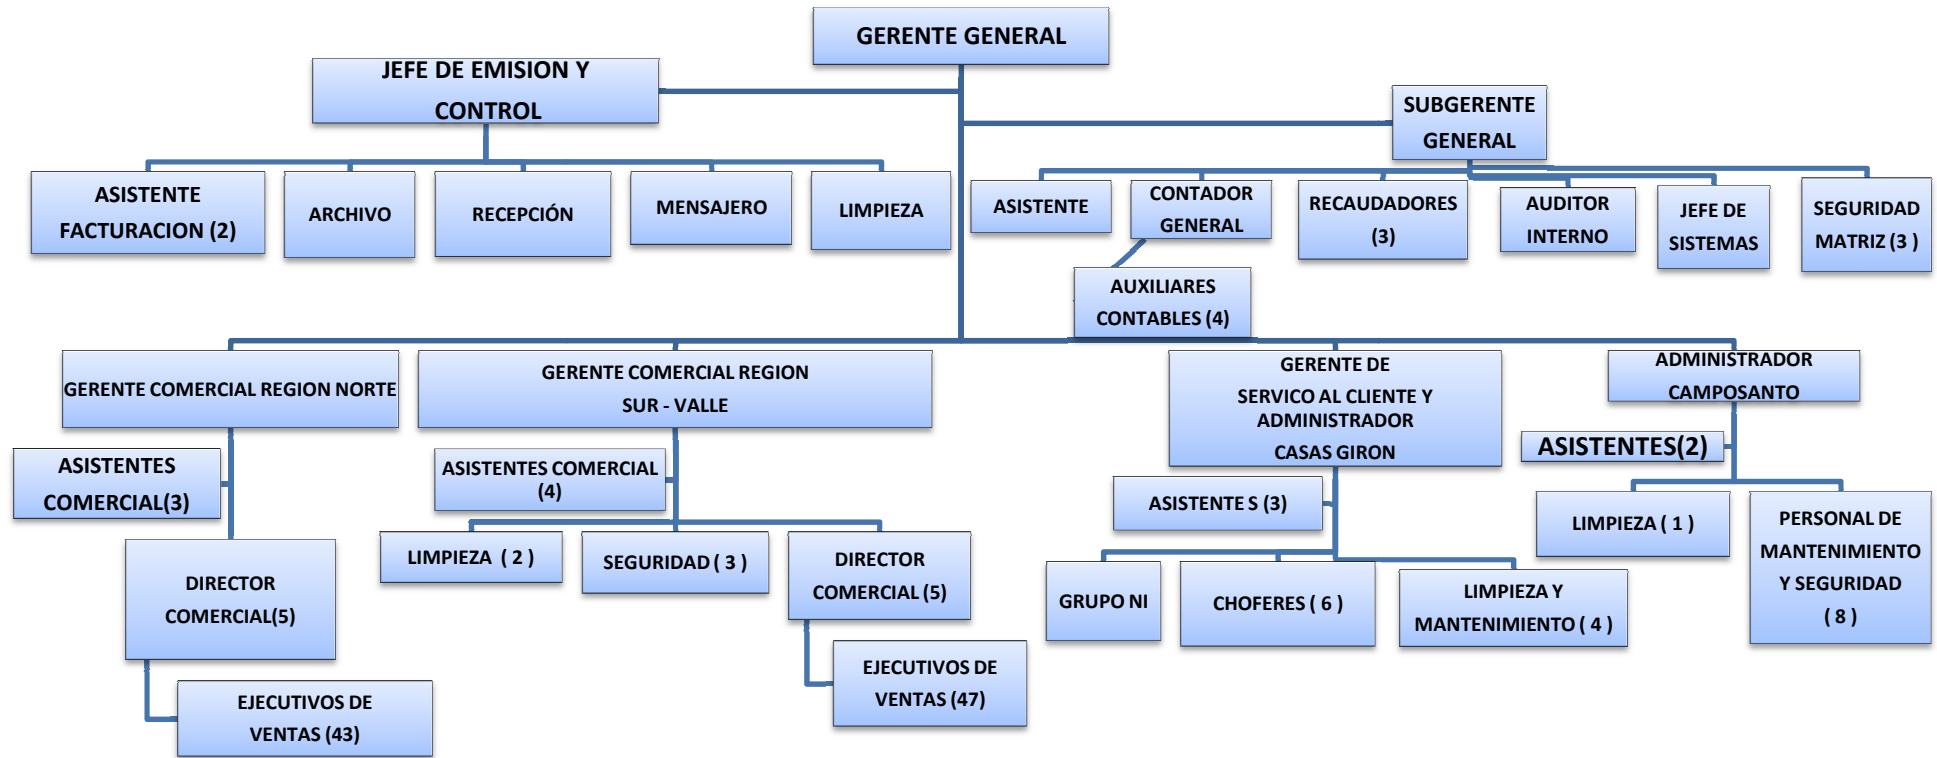 GERENTE GENERAL
JEFE DE EMISION Y
CONTROL
SUBGERENTE
GENERAL
ASISTENTE
FACTURACION (2)
ARCHIVO
RECEPCIÓN
MENSAJERO
LIMPIEZA
ASISTENTE
CONTADOR
GENERAL
RECAUDADORES
(3)
AUDITOR
INTERNO
JEFE DE
SISTEMAS
SEGURIDAD
MATRIZ (3 )
AUXILIARES
CONTABLES (4)
GERENTE COMERCIAL REGION NORTE
GERENTE COMERCIAL REGION
SUR - VALLE
GERENTE DE
SERVICO AL CLIENTE Y
ADMINISTRADOR
CASAS GIRON
ADMINISTRADOR
CAMPOSANTO
ASISTENTES
COMERCIAL(3)
ASISTENTES COMERCIAL
(4)
ASISTENTE S (3)
ASISTENTES(2)
DIRECTOR
COMERCIAL(5)
LIMPIEZA ( 2 )
SEGURIDAD ( 3 )
DIRECTOR
COMERCIAL (5)
GRUPO NI
CHOFERES ( 6 )
LIMPIEZA Y
MANTENIMIENTO ( 4 )
LIMPIEZA ( 1 )
PERSONAL DE
MANTENIMIENTO
Y SEGURIDAD
( 8 )
EJECUTIVOS DE
VENTAS (43)
EJECUTIVOS DE
VENTAS (47)